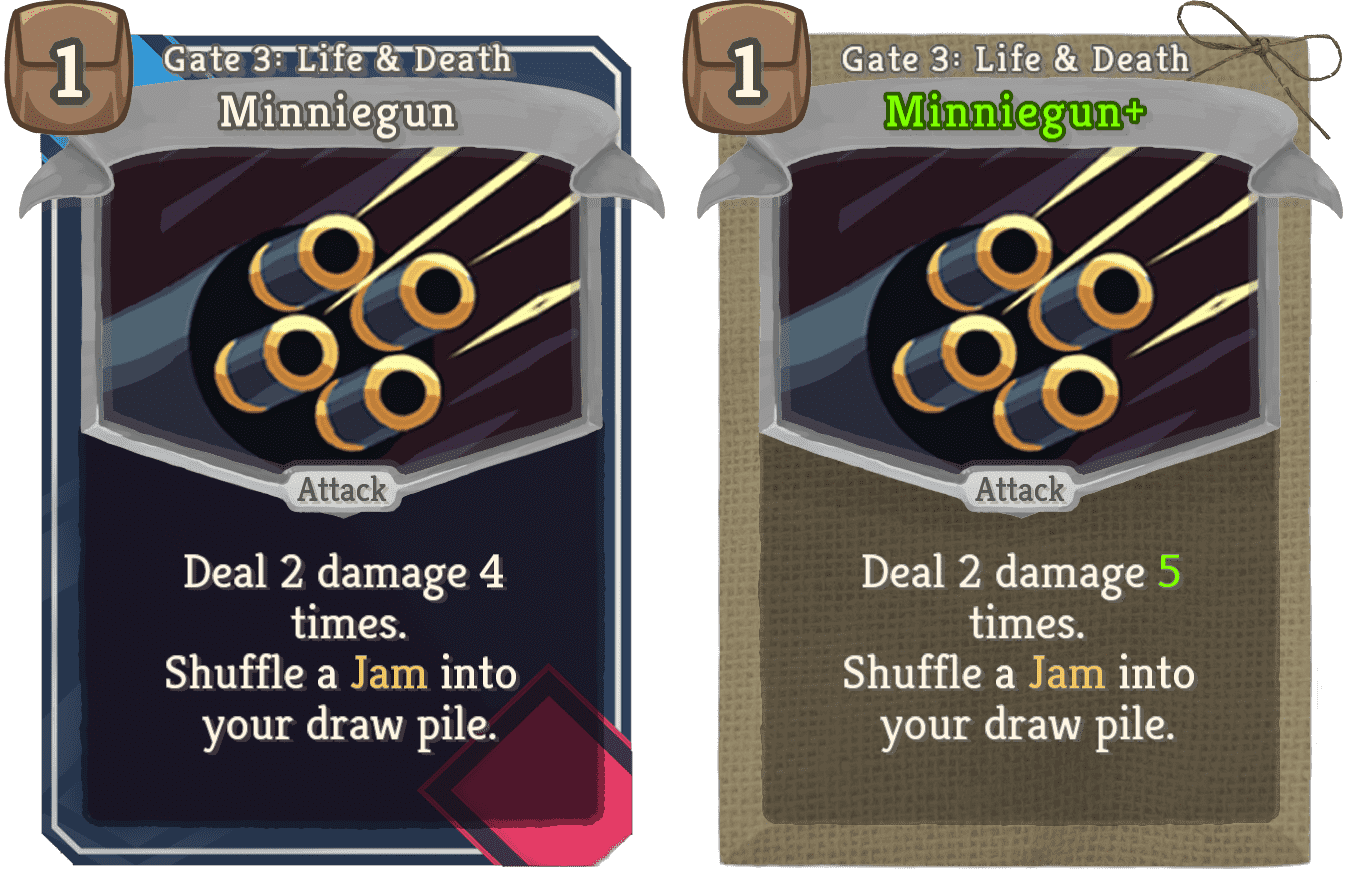 1
Gate 3: Life & Death
Minniegun
Attack
Deal 2 damage 4
times.
Shuffle a Jam into
your draw pile.
1
Gate 3: Life & Death
Minniegun+
Attack
Deal 2 damage 5
times.
Shuffle a Jam into
your draw pile.